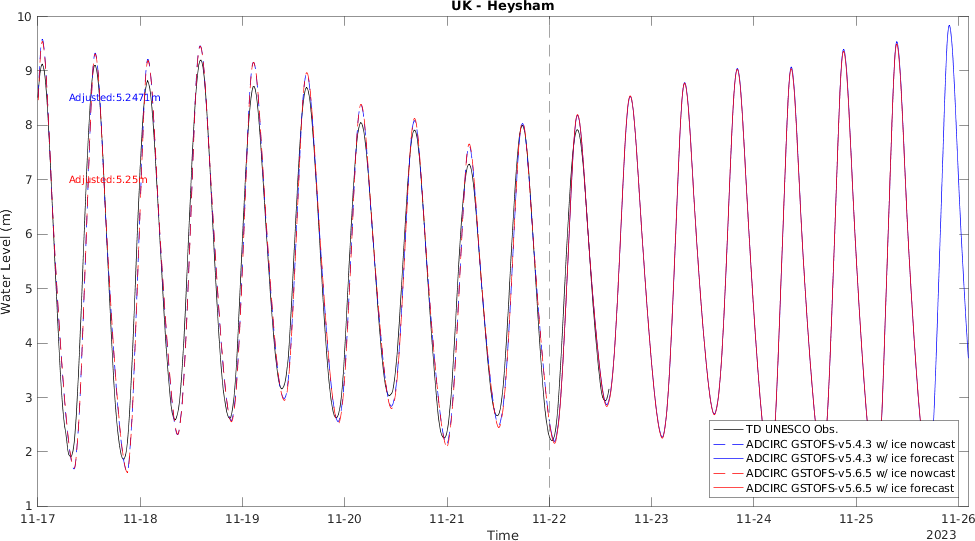 UK - Heysham
10
9
8
7
6
5
4
3
2
1
Water Level (m)
Adjusted:5.2471m
Adjusted:5.25m
TD UNESCO Obs.
ADCIRC GSTOFS-v5.4.3 w/ ice nowcast
ADCIRC GSTOFS-v5.4.3 w/ ice forecast
ADCIRC GSTOFS-v5.6.5 w/ ice nowcast
ADCIRC GSTOFS-v5.6.5 w/ ice forecast
11-17 11-18 11-19 11-20 11-21 11-22 11-23 11-24 11-25 11-26
Time
2023